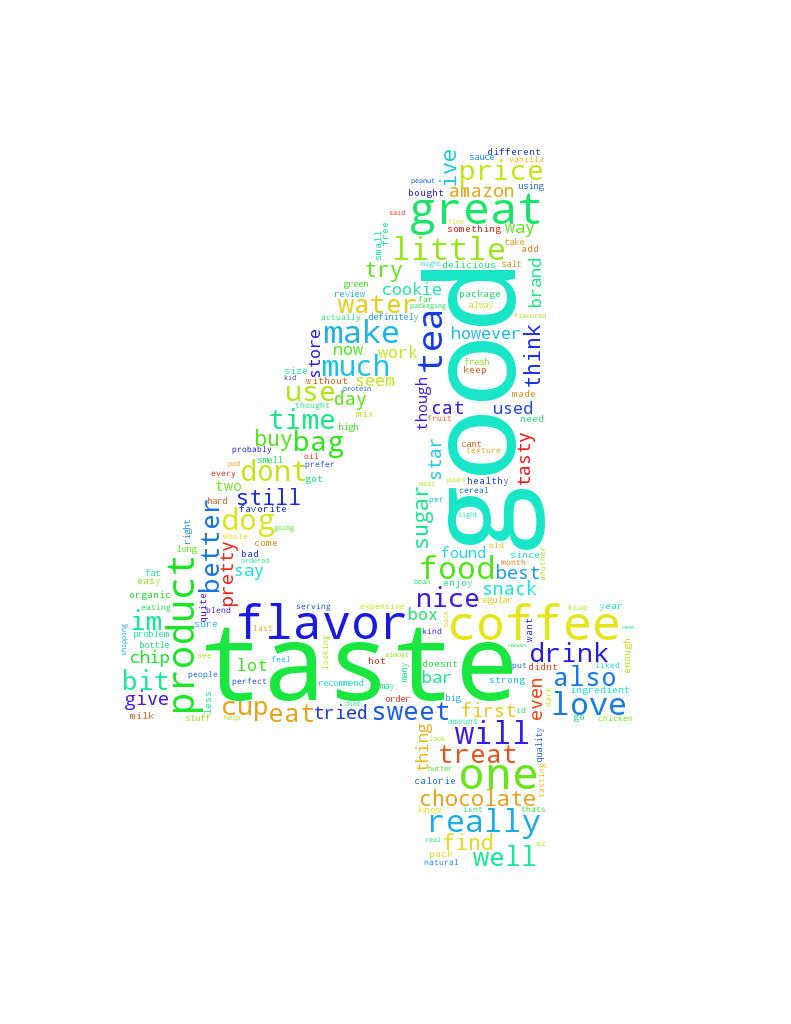 different
sauce
vanilla
ive
price
peanut
using
bought
amazon
said
great
fine
small
free
something
way
little
take
add
might
delicious
salt
try
brand
green
cookie
far
package
review
water
packaging
alway
good
flavored
actually
definitely
tea
make
however
think
store
now
work
much
fresh
keep
size
kid
without
seem
protein
use
day
though
cat
used
made
thought
mix
fruit
need
time
high
buy
bag
star
cant
texture
tasty
probably
smell
oil
prefer
pod
every
dont
got
meal
youre
healthy
two
still
sugar
per
cereal
hard
favorite
light
right
better
dog
going
whole
long
come
old
pretty
bad
found
since
another
ordered
month
fat
say
food
best
easy
product
bean
enjoy
snack
organic
quite
nice
regular
eating
blend
serving
expensive
box
kcup
year
im
sure
flavor
pack
coffee
shipping
problem
last
kind
want
bottle
looking
drink
enough
chip
see
lot
feel
hot
almost
doesnt
didnt
liked
taste
many
put
bit
people
perfect
recommend
may
bar
strong
also
ingredient
give
less
diet
order
big
even
dark
love
cup
eat
tried
sweet
first
id
go
chicken
milk
stuff
help
amount
thing
will
quality
look
treat
butter
one
tasting
calorie
chocolate
know
isnt
thats
really
real
find
or
pack
well
natural